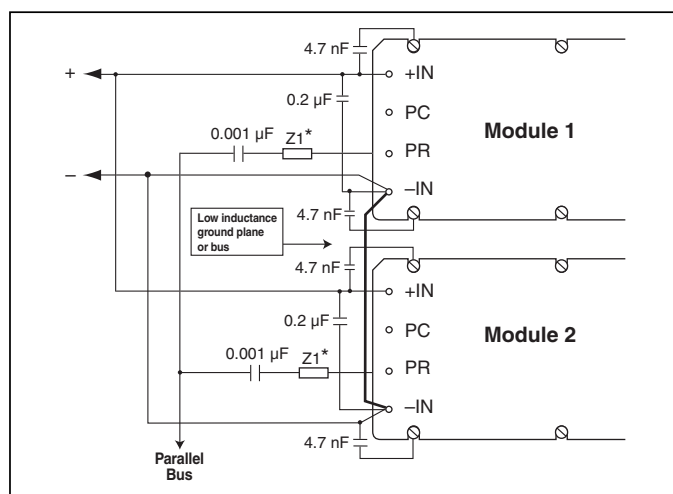 4.7 nF
+
+IN
0.2 µF
PC
Module 1
0.001 µF
Z1*
PR
–
–IN
4.7 nF
Low inductance
ground plane
or bus
4.7 nF
+IN
0.2 µF
PC
Module 2
0.001 µF
Z1*
PR
–IN
4.7 nF
Parallel
Bus